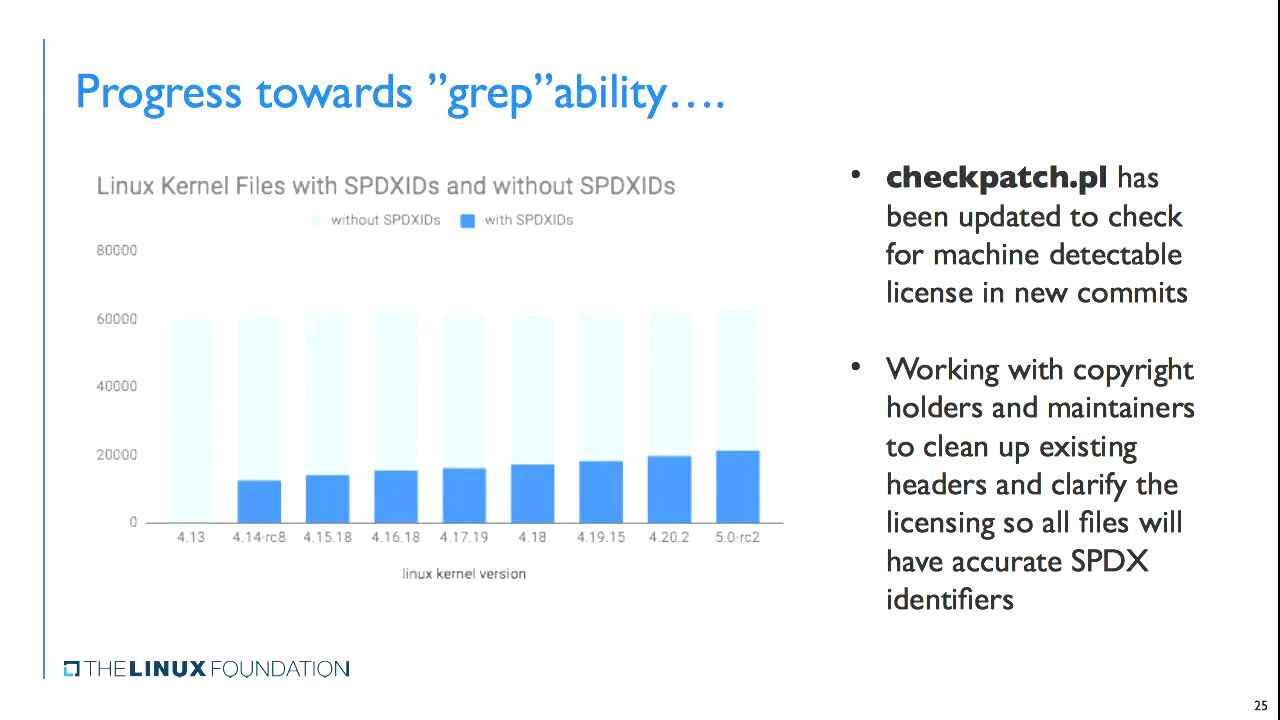 Progress towards ”grep”ability….
Linux Kernel Files with SPDXIDs and without SPDXIDs
without SPDXIDs with SPDXIDs
80000
60000
40000
20000
0
4.13 4.14-rc8 4.15.18 4.16.18 4.17.19 4.18 4.19.15 4.20.2 5.0-rc2
linux kernel version
• checkpatch.pl has
been updated to check
for machine detectable
license in new commits
• Working with copyright
holders and maintainers
to clean up existing
headers and clarify the
licensing so all files will
have accurate SPDX
identifiers
THE LINUX FOUNDATION
25